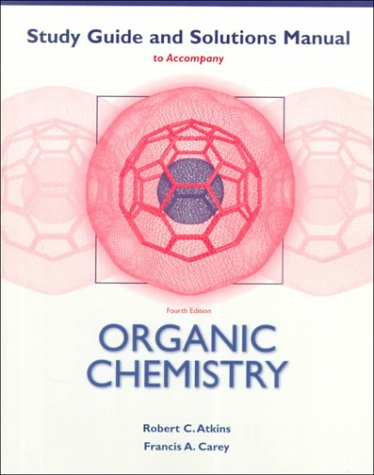 Study Guide and Solutions Manual
to Accompany
Fourth Edition
ORGANIC
CHEMISTRY
Robert C. Atkins
Francis A. Carey